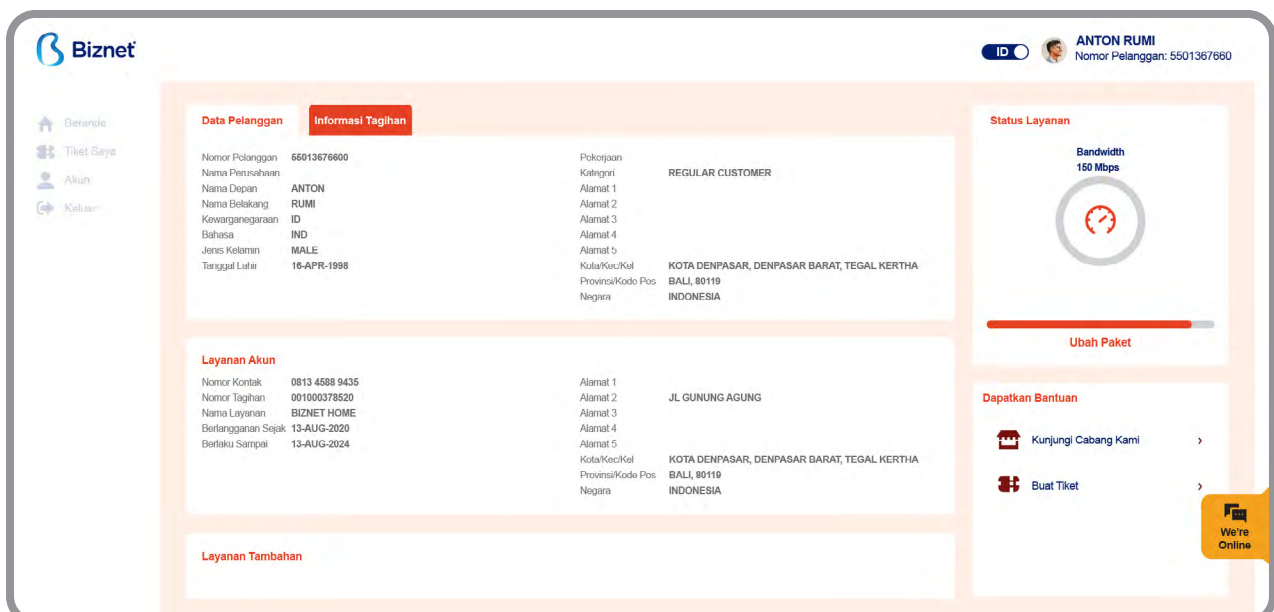 Biznet
ID
ANTON RUMI
Nomor Pelanggan: 5501367660
Beranda
Tiket Saya
Akun
Keluar
Data Pelanggan
Informasi Tagihan
Nomor Pelanggan 55013676600
Nama Perusahaan
Nama Depan ANTON
Nama Belakang RUMI
Kewarganegaraan ID
Bahasa IND
Jenis Kelamin MALE
Tanggal Lahir 16-APR-1998
Pekerjaan
Kategori REGULAR CUSTOMER
Alamat 1
Alamat 2
Alamat 3
Alamat 4
Alamat 5
Kota/Kec/Kel KOTA DENPASAR, DENPASAR BARAT, TEGAL KERTHA
Provinsi/Kodo Pos BALI, 80119
Negara INDONESIA
Status Layanan
Bandwidth
150 Mbps
Ubah Paket
Layanan Akun
Nomor Kontak 0813 4588 9435
Nomor Tagihan 001000378520
Nama Layanan BIZNET HOME
Berlangganan Sejak 13-AUG-2020
Berlaku Sampai 13-AUG-2024
Alamat 1
Alamat 2 JL GUNUNG AGUNG
Alamat 3
Alamat 4
Alamat 5
Kota/Kec/Kel KOTA DENPASAR, DENPASAR BARAT, TEGAL KERTHA
Provinsi/Kode Pos BALI, 80119
Negara INDONESIA
Dapatkan Bantuan
Kunjungi Cabang Kami
Buat Tiket
We're
Online
Layanan Tambahan